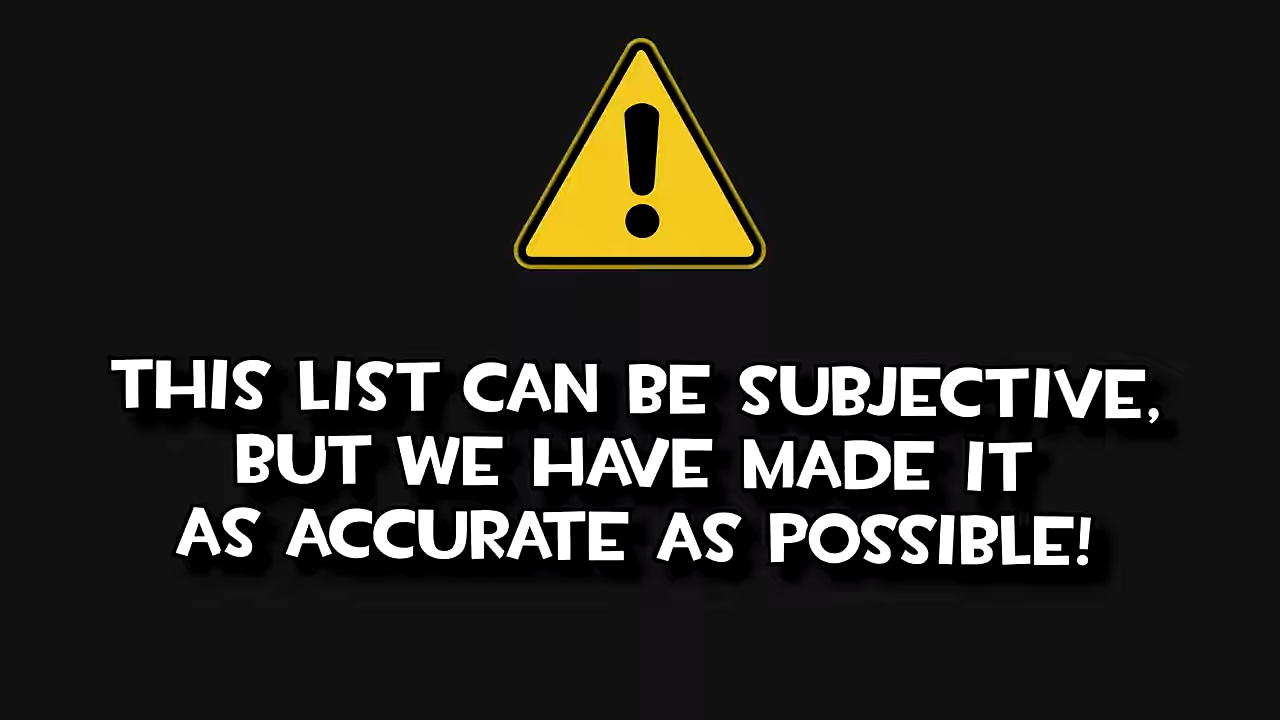 THIS LIST CAN BE SUBJECTIVE,
BUT WE HAVE MADE IT
AS ACCURATE AS POSSIBLE!